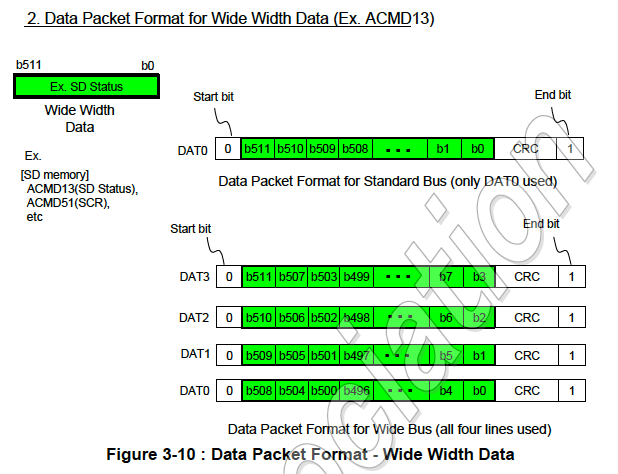 2. Data Packet Format for Wide Width Data (Ex. ACMD13)
b511 b0
Ex. SD Status
Wide Width
Data
Ex.
[SD memory]
ACMD13(SD Status),
ACMD51(SCR),
etc
Start bit End bit
DAT0 0 b511 b510 b509 b508 ▪ ▪ ▪ b1 b0 CRC 1
Data Packet Format for Standard Bus (only DAT0 used)
Start bit End bit
DAT3 0 b511 b507 b503 b499 ▪ ▪ ▪ b7 b3 CRC 1
DAT2 0 b510 b506 b502 b498 ▪ ▪ ▪ b6 b2 CRC 1
DAT1 0 b509 b505 b501 b497 ▪ ▪ ▪ b5 b1 CRC 1
DAT0 0 b508 b504 b500 b496 ▪ ▪ ▪ b4 b0 CRC 1
Data Packet Format for Wide Bus (all four lines used)
Figure 3-10 : Data Packet Format - Wide Width Data
ciation